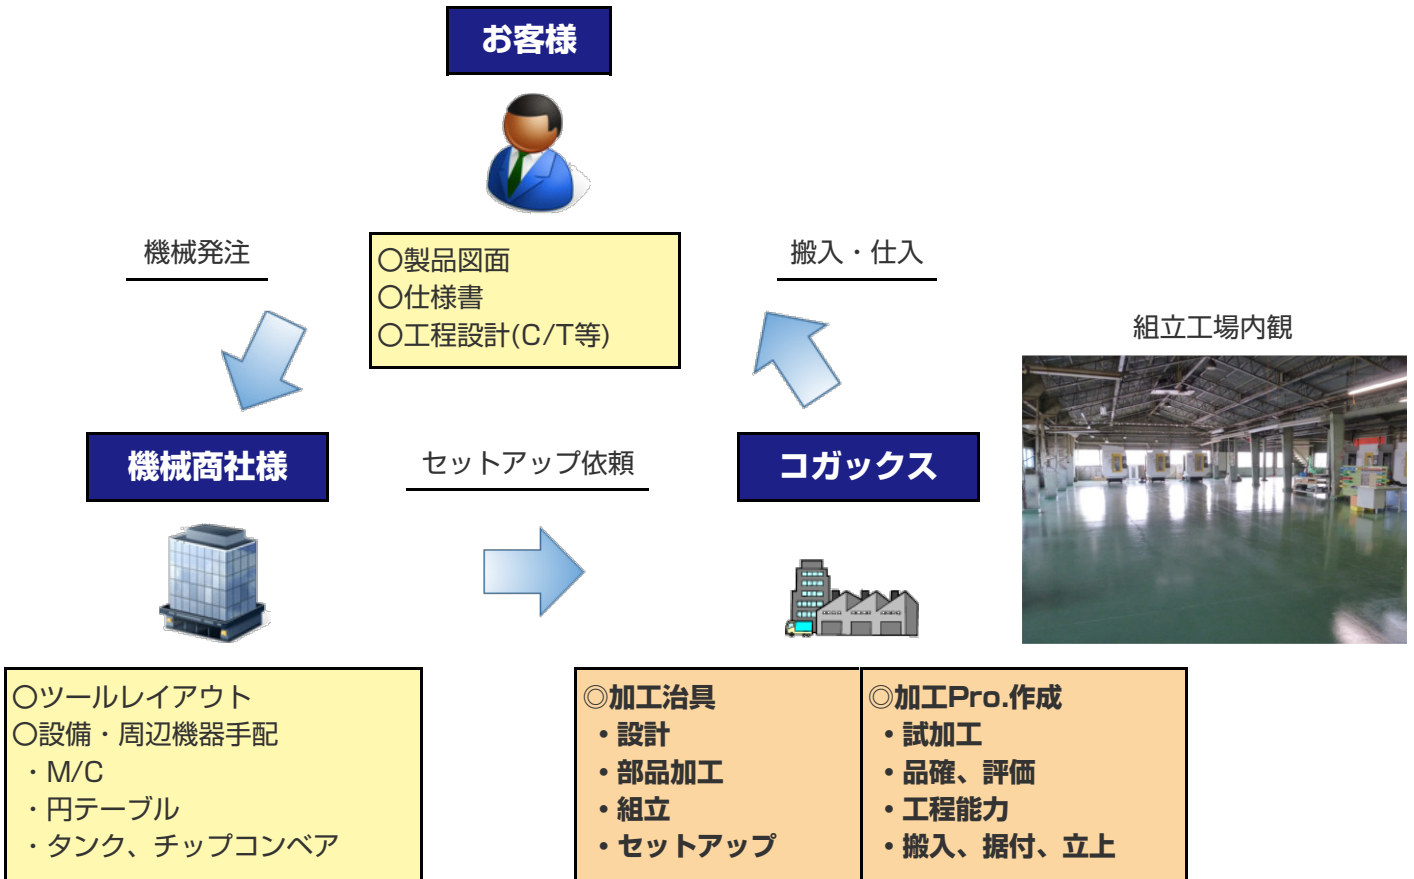 お客様
機械発注
〇製品図面
〇仕様書
〇工程設計(C/T等)
搬入・仕入
組立工場内観
機械商社様
セットアップ依頼
コガックス
〇ツールレイアウト
〇設備・周辺機器手配
・M/C
・円テーブル
・タンク、チップコンベア
◎加工治具
・設計
・部品加工
・組立
・セットアップ
◎加工Pro.作成
・試加工
・品確、評価
・工程能力
・搬入、据付、立上